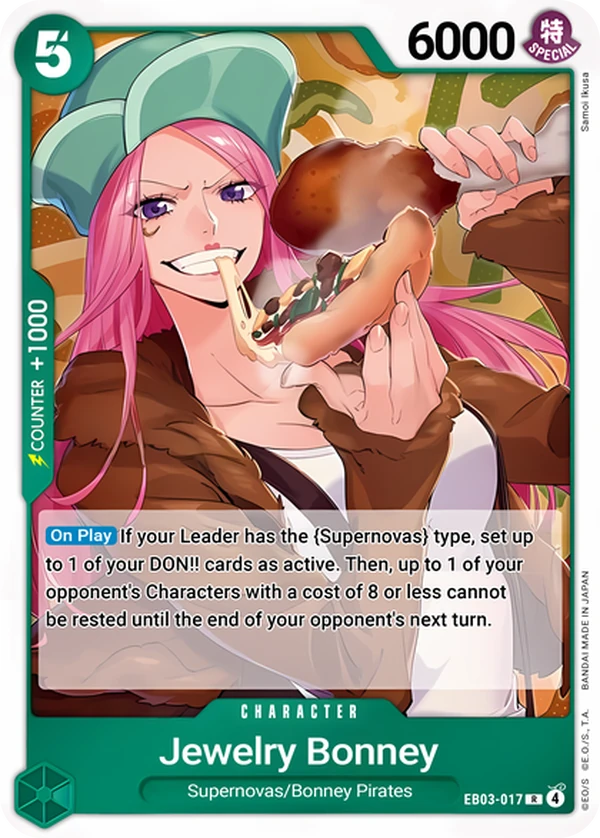 5
6000
特
SPECIAL
Samoi Ikusa
COUNTER +1000
On Play If your Leader has the {Supernovas} type, set up
to 1 of your DON!! cards as active. Then, up to 1 of your
opponent's Characters with a cost of 8 or less cannot
be rested until the end of your opponent's next turn.
CHARACTER
Jewelry Bonney
Supernovas/Bonney Pirates
EB03-017 R 4
©E.O/S ©E.O./S., T.A. BANDAI MADE IN JAPAN